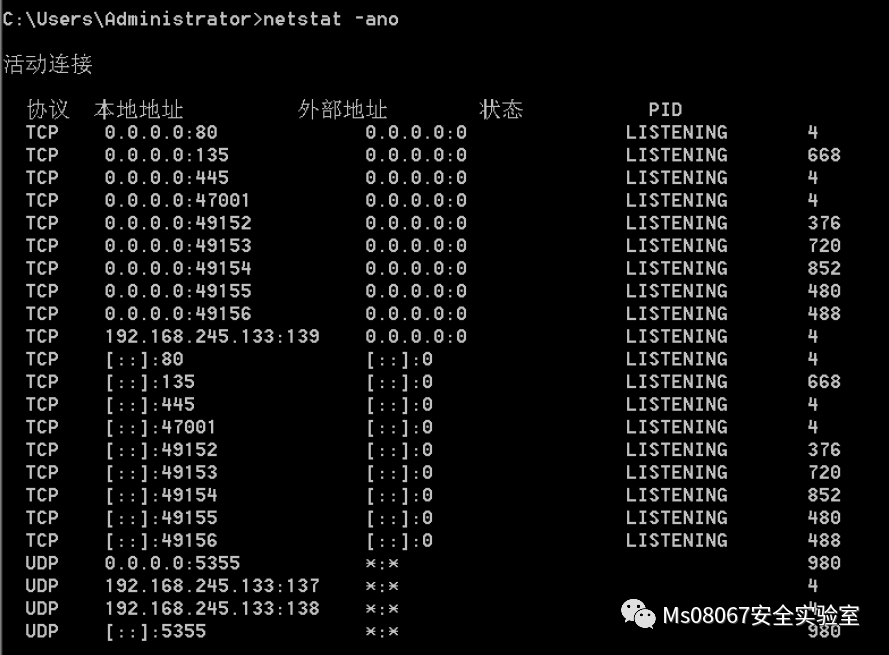 C:\Users\Administrator>netstat -ano
活动连接
协议 本地地址 外部地址 状态 PID
TCP 0.0.0.0:80 0.0.0.0:0 LISTENING 4
TCP 0.0.0.0:135 0.0.0.0:0 LISTENING 668
TCP 0.0.0.0:445 0.0.0.0:0 LISTENING 4
TCP 0.0.0.0:47001 0.0.0.0:0 LISTENING 4
TCP 0.0.0.0:49152 0.0.0.0:0 LISTENING 376
TCP 0.0.0.0:49153 0.0.0.0:0 LISTENING 720
TCP 0.0.0.0:49154 0.0.0.0:0 LISTENING 852
TCP 0.0.0.0:49155 0.0.0.0:0 LISTENING 480
TCP 0.0.0.0:49156 0.0.0.0:0 LISTENING 488
TCP 192.168.245.133:139 0.0.0.0:0 LISTENING 4
TCP [::]:80 [::]:0 LISTENING 4
TCP [::]:135 [::]:0 LISTENING 668
TCP [::]:445 [::]:0 LISTENING 4
TCP [::]:47001 [::]:0 LISTENING 4
TCP [::]:49152 [::]:0 LISTENING 376
TCP [::]:49153 [::]:0 LISTENING 720
TCP [::]:49154 [::]:0 LISTENING 852
TCP [::]:49155 [::]:0 LISTENING 480
TCP [::]:49156 [::]:0 LISTENING 488
UDP 0.0.0.0:5355 *:* 980
UDP 192.168.245.133:137 *:* 4
UDP 192.168.245.133:138 *:* 4
UDP [::]:5355 *:* 980
Ms08067安全实验室